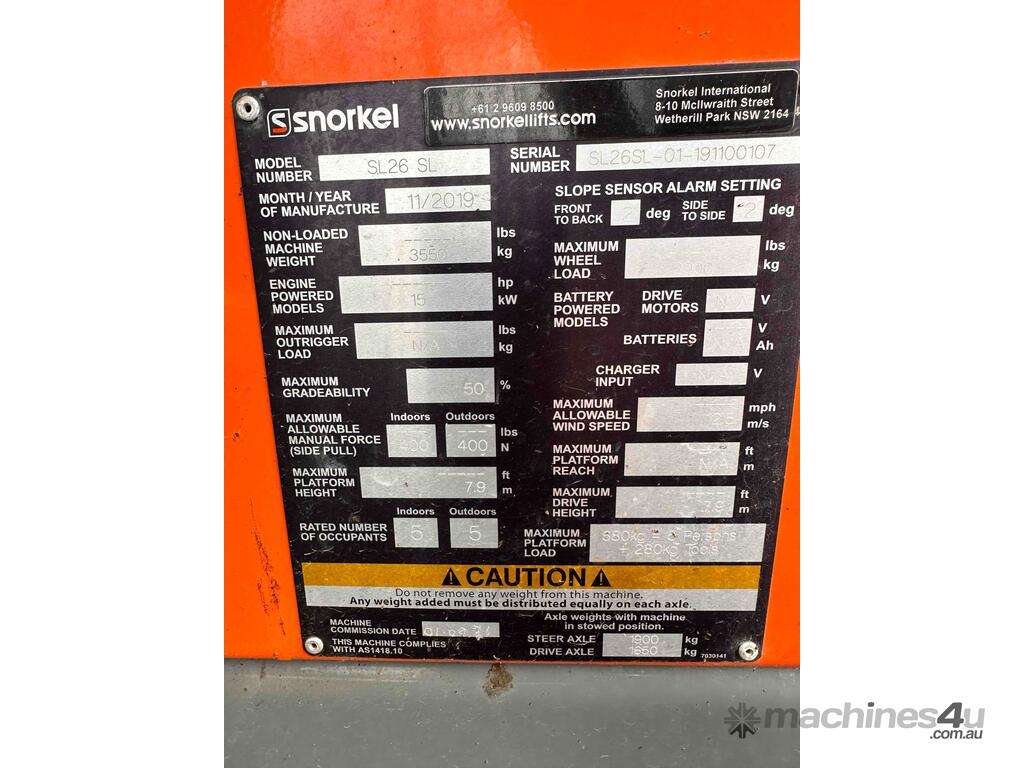 snorkel
+61 2 9609 8500
www.snorkellifts.com
Snorkel International
8-10 McIlwraith Street
Wetherill Park NSW 2164
MODEL NUMBER SL26 SL
SERIAL NUMBER SL26SL-01-191100107
MONTH / YEAR OF MANUFACTURE 11/2019
SLOPE SENSOR ALARM SETTING
FRONT TO BACK deg SIDE TO SIDE 2 deg
NON-LOADED MACHINE WEIGHT ----- lbs
3550 kg
MAXIMUM WHEEL LOAD lbs
kg
ENGINE POWERED MODELS ----- hp
15 kW
BATTERY POWERED MODELS
DRIVE MOTORS V
BATTERIES V
Ah
MAXIMUM OUTRIGGER LOAD ----- lbs
N/A kg
CHARGER INPUT V
MAXIMUM GRADEABILITY 50 %
MAXIMUM ALLOWABLE WIND SPEED mph
12.5 m/s
Indoors Outdoors
MAXIMUM ALLOWABLE MANUAL FORCE (SIDE PULL) --- --- lbs
400 400 N
MAXIMUM PLATFORM REACH ft
N/A m
MAXIMUM PLATFORM HEIGHT ----- ft
7.9 m
MAXIMUM DRIVE HEIGHT ---- ft
7.9 m
Indoors Outdoors
RATED NUMBER OF OCCUPANTS 5 5
MAXIMUM PLATFORM LOAD 680kg = 5 Persons
+ 280kg Tools
CAUTION
Do not remove any weight from this machine.
Any weight added must be distributed equally on each axle.
MACHINE COMMISSION DATE
Axle weights with machine
in stowed position.
THIS MACHINE COMPLIES
WITH AS1418.10
STEER AXLE 1900 kg
DRIVE AXLE 1650 kg
7030141
machines4u
.com.au